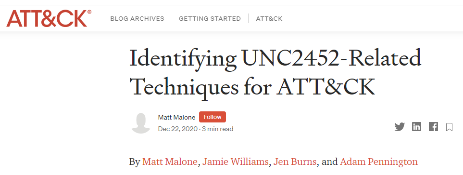 ATT&CK®
BLOG ARCHIVES GETTING STARTED ATT&CK
Identifying UNC2452-Related
Techniques for ATT&CK
Matt Malone Follow
Dec 22, 2020 · 3 min read
By Matt Malone, Jamie Williams, Jen Burns, and Adam Pennington